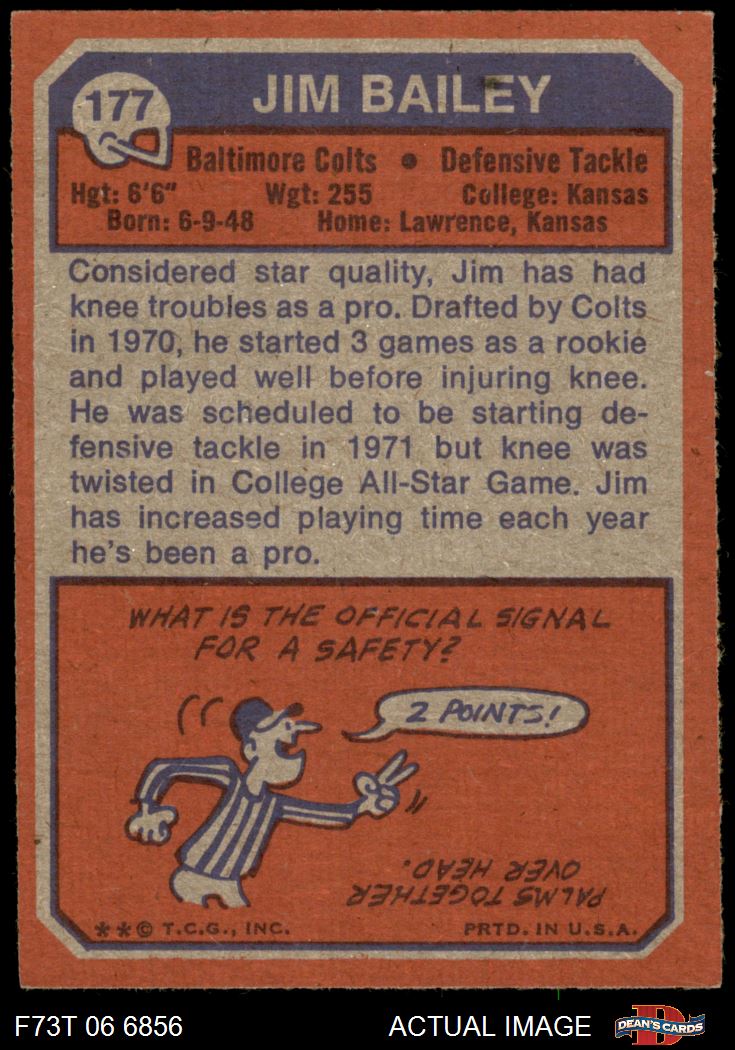 177
JIM BAILEY
Baltimore Colts • Defensive Tackle
Hgt: 6'6" Wgt: 255 College: Kansas
Born: 6-9-48 Home: Lawrence, Kansas
Considered star quality, Jim has had
knee troubles as a pro. Drafted by Colts
in 1970, he started 3 games as a rookie
and played well before injuring knee.
He was scheduled to be starting de-
fensive tackle in 1971 but knee was
twisted in College All-Star Game. Jim
has increased playing time each year
he's been a pro.
WHAT IS THE OFFICIAL SIGNAL
FOR A SAFETY?
2 POINTS!
PALMS TOGETHER
OVER HEAD.
**© T.C.G., INC. PRTD. IN U.S.A.
F73T 06 6856 ACTUAL IMAGE
D
DEAN'S CARDS